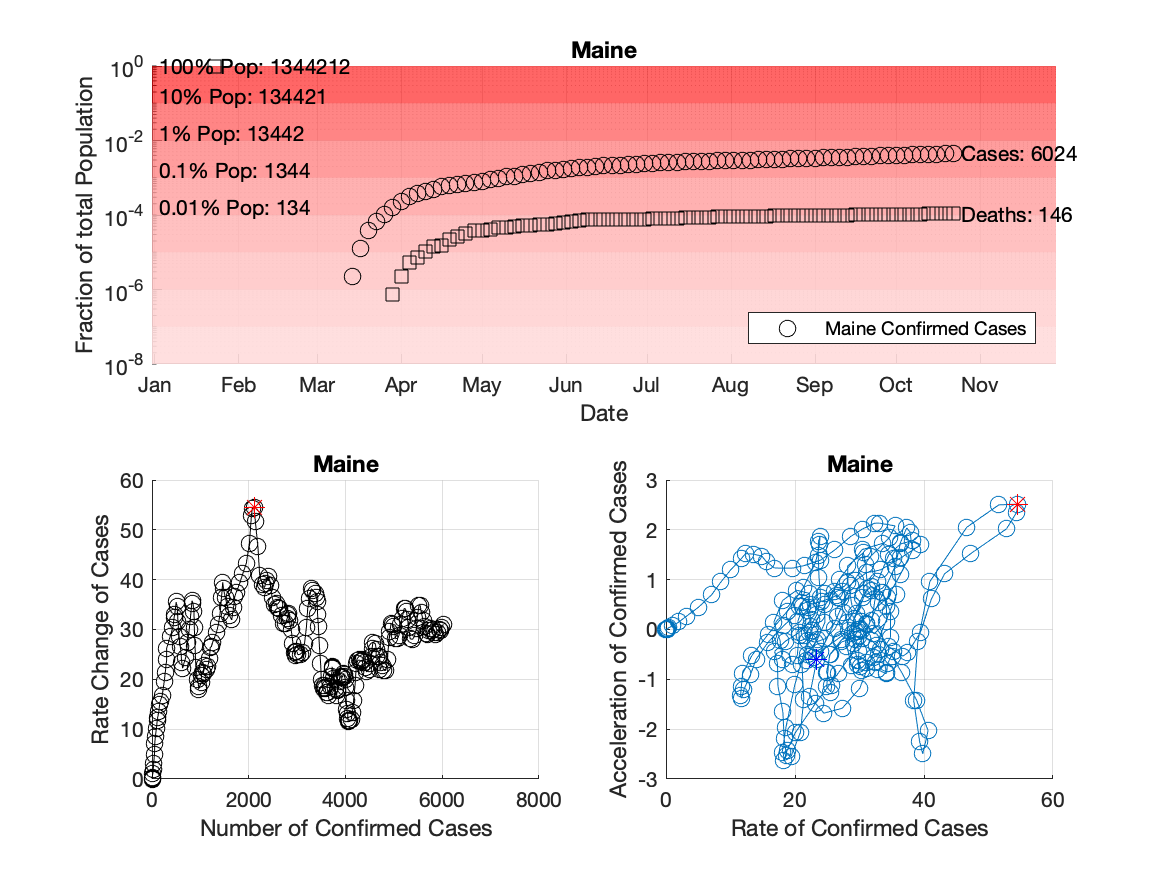 Maine
Fraction of total Population
10^0
10^-2
10^-4
10^-6
10^-8
100% Pop: 1344212
10% Pop: 134421
1% Pop: 13442
0.1% Pop: 1344
0.01% Pop: 134
Cases: 6024
Deaths: 146
Maine Confirmed Cases
Jan Feb Mar Apr May Jun Jul Aug Sep Oct Nov
Date
Maine
Rate Change of Cases
60
50
40
30
20
10
0
0 2000 4000 6000 8000
Number of Confirmed Cases
Maine
Acceleration of Confirmed Cases
3
2
1
0
-1
-2
-3
0 20 40 60
Rate of Confirmed Cases